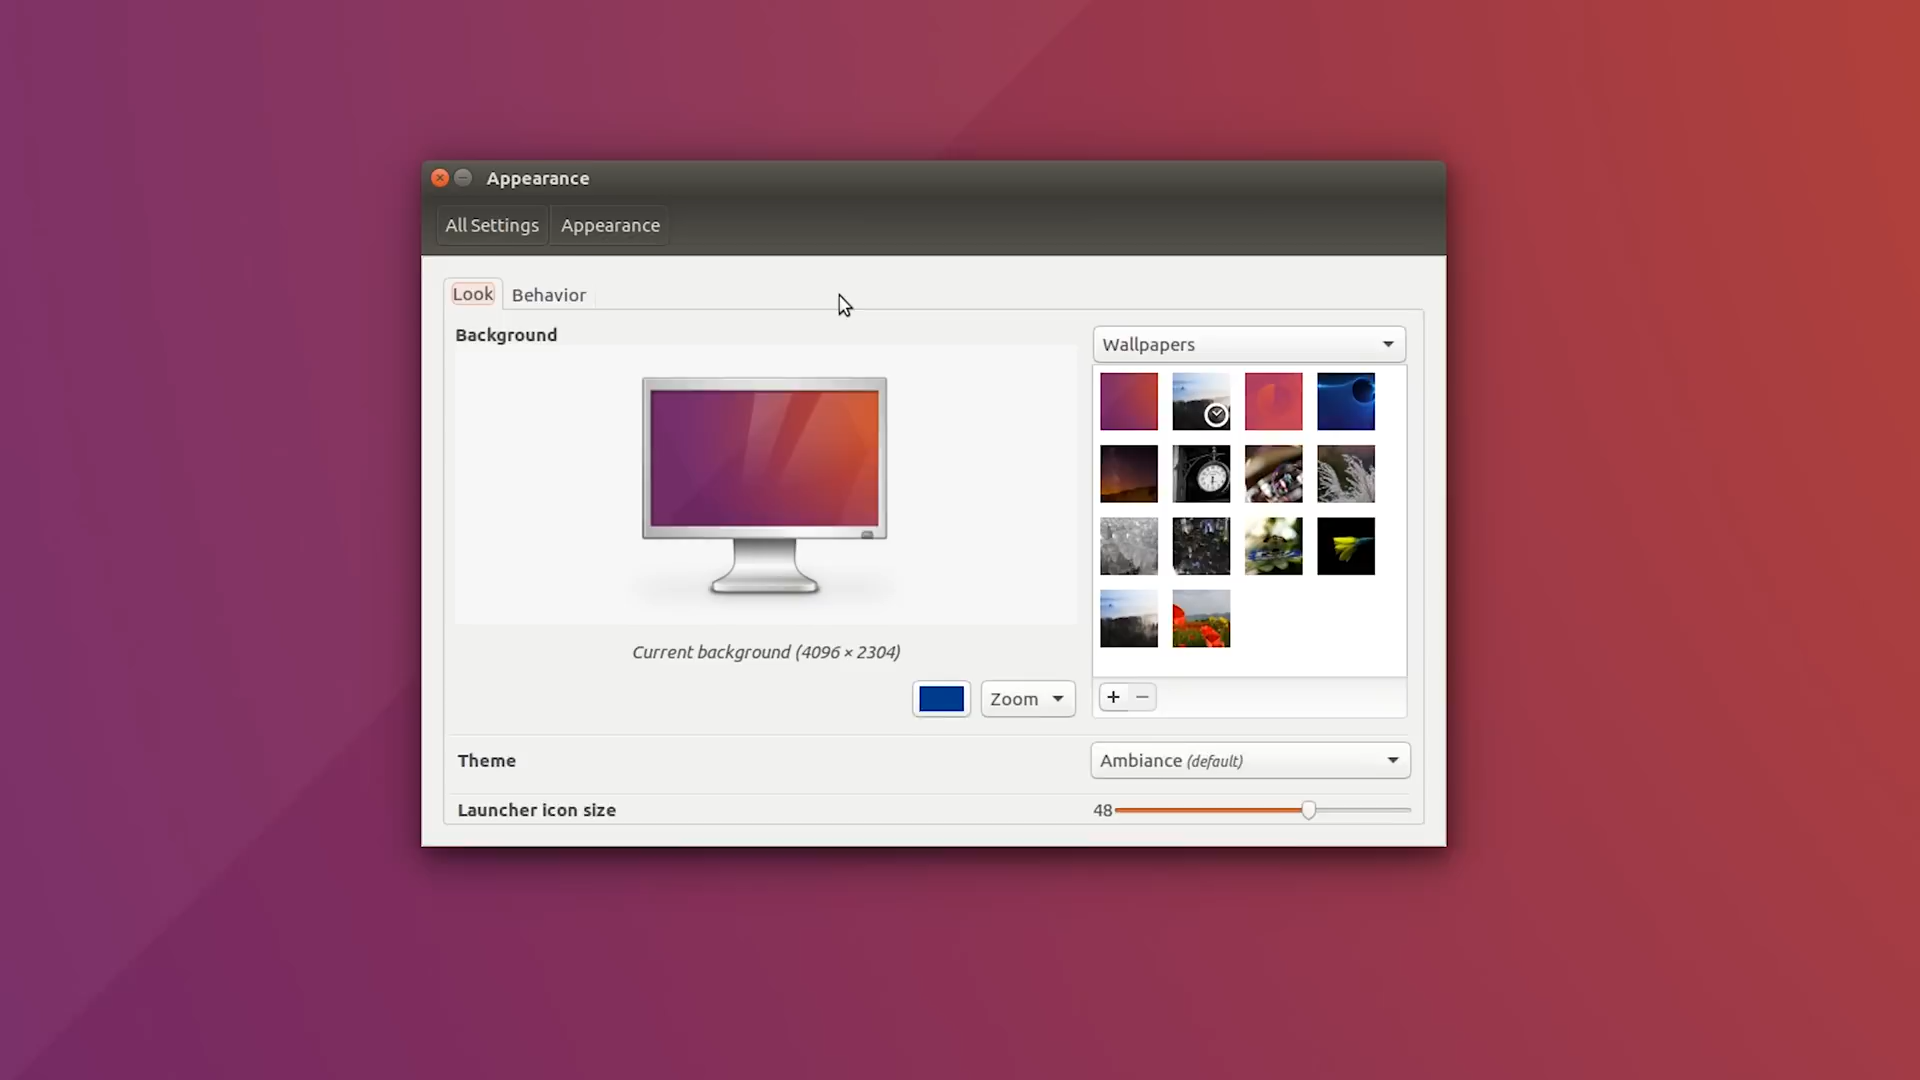 Appearance
All Settings
Appearance
Look
Behavior
Background
Wallpapers
Current background (4096 × 2304)
Zoom
Theme
Ambiance (default)
Launcher icon size
48